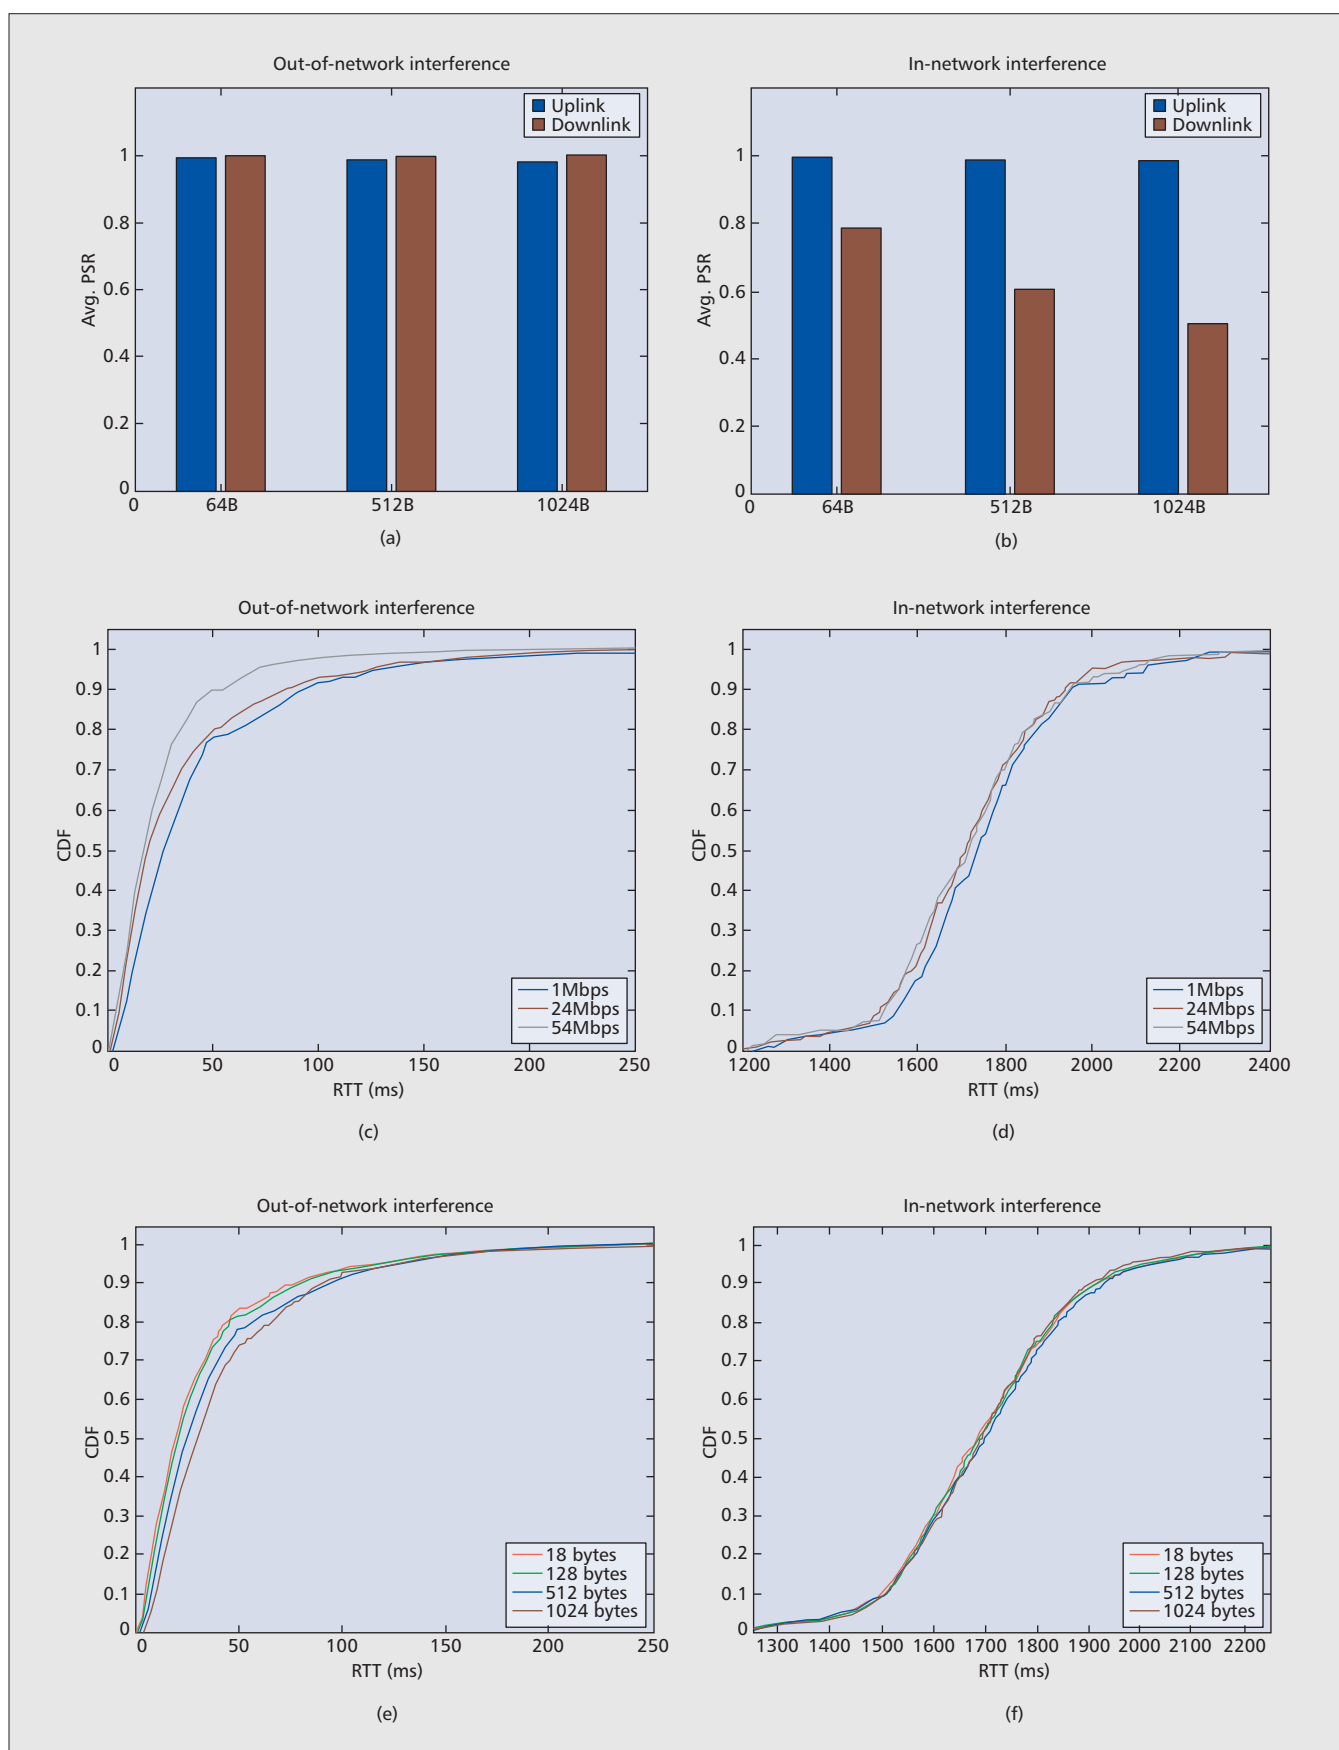 Out-of-network interference
Uplink
Downlink
1
0.8
0.6
0.4
0.2
0
Avg. PSR
0
64B
512B
1024B
(a)
In-network interference
Uplink
Downlink
1
0.8
0.6
0.4
0.2
0
Avg. PSR
0
64B
512B
1024B
(b)
Out-of-network interference
1
0.9
0.8
0.7
0.6
0.5
0.4
0.3
0.2
0.1
0
CDF
1Mbps
24Mbps
54Mbps
0
50
100
150
200
250
RTT (ms)
(c)
In-network interference
1
0.9
0.8
0.7
0.6
0.5
0.4
0.3
0.2
0.1
0
CDF
1Mbps
24Mbps
54Mbps
1200
1400
1600
1800
2000
2200
2400
RTT (ms)
(d)
Out-of-network interference
1
0.9
0.8
0.7
0.6
0.5
0.4
0.3
0.2
0.1
0
CDF
18 bytes
128 bytes
512 bytes
1024 bytes
0
50
100
150
200
250
RTT (ms)
(e)
In-network interference
1
0.9
0.8
0.7
0.6
0.5
0.4
0.3
0.2
0.1
0
CDF
18 bytes
128 bytes
512 bytes
1024 bytes
1300
1400
1500
1600
1700
1800
1900
2000
2100
2200
RTT (ms)
(f)